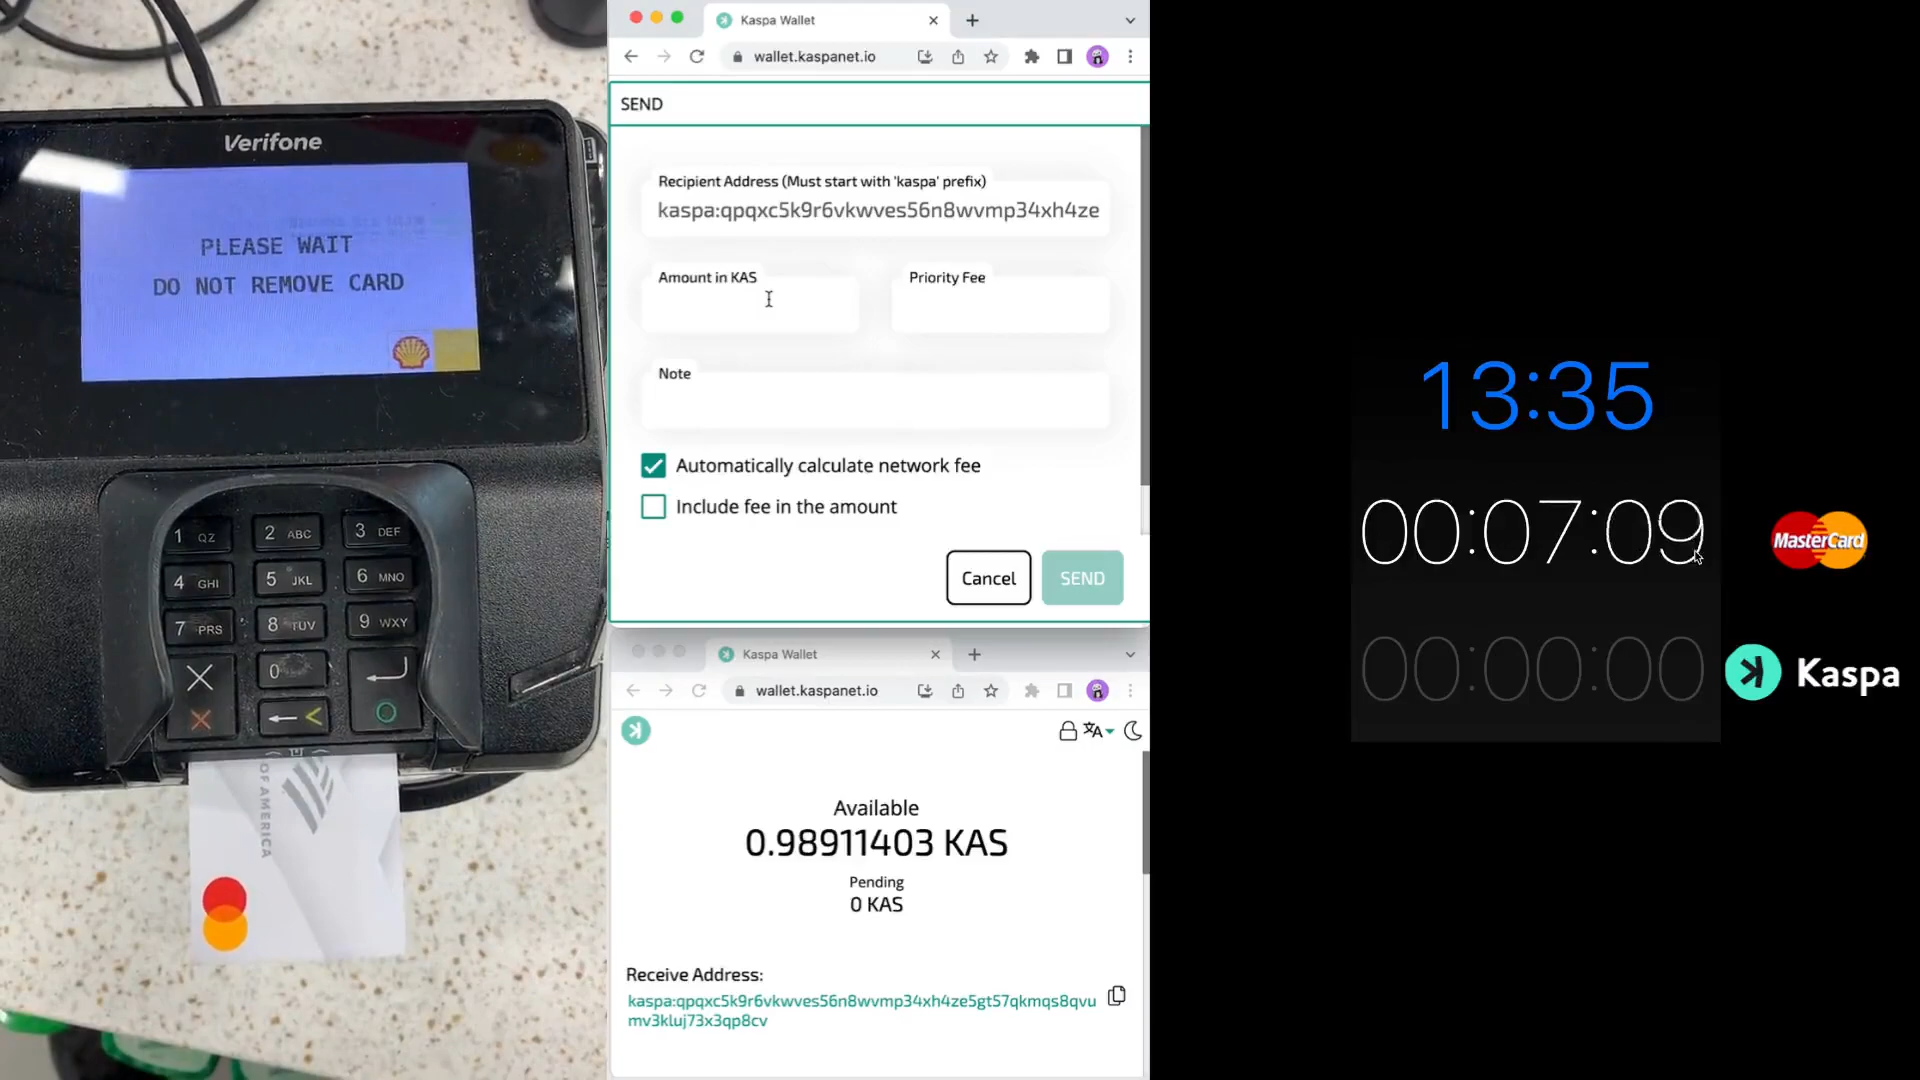 Verifone
PLEASE WAIT
DO NOT REMOVE CARD
1 QZ
2 ABC
3 DEF
4 GHI
5 JKL
6 MNO
7 PRS
8 TUV
9 WXY
0
OF AMERICA
Kaspa Wallet
wallet.kaspanet.io
SEND
Recipient Address (Must start with 'kaspa' prefix)
kaspa:qpqxc5k9r6vkwves56n8wvmp34xh4ze
Amount in KAS
Priority Fee
Note
Automatically calculate network fee
Include fee in the amount
Cancel
SEND
Kaspa Wallet
wallet.kaspanet.io
Available
0.98911403 KAS
Pending
0 KAS
Receive Address:
kaspa:qpqxc5k9r6vkwves56n8wvmp34xh4ze5gt57qkmqs8qvu
mv3kluj73x3qp8cv
13:35
00:07:09
MasterCard
00:00:00
Kaspa